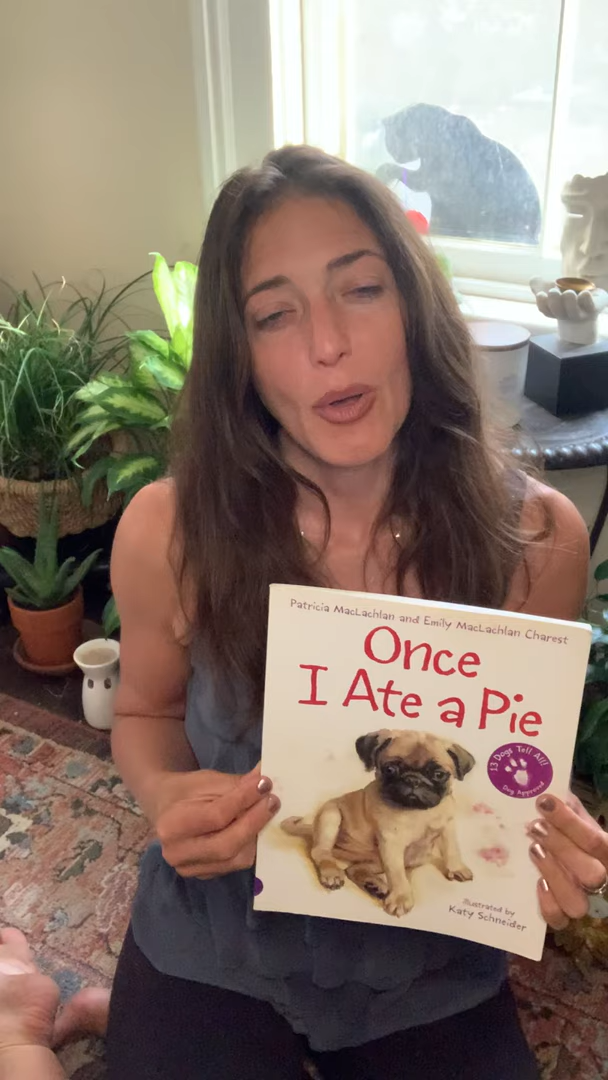 Patricia MacLachlan and Emily MacLachlan Charest
Once
I Ate a Pie
13 Dogs Tell All!
Dog Approved
illustrated by
Katy Schneider